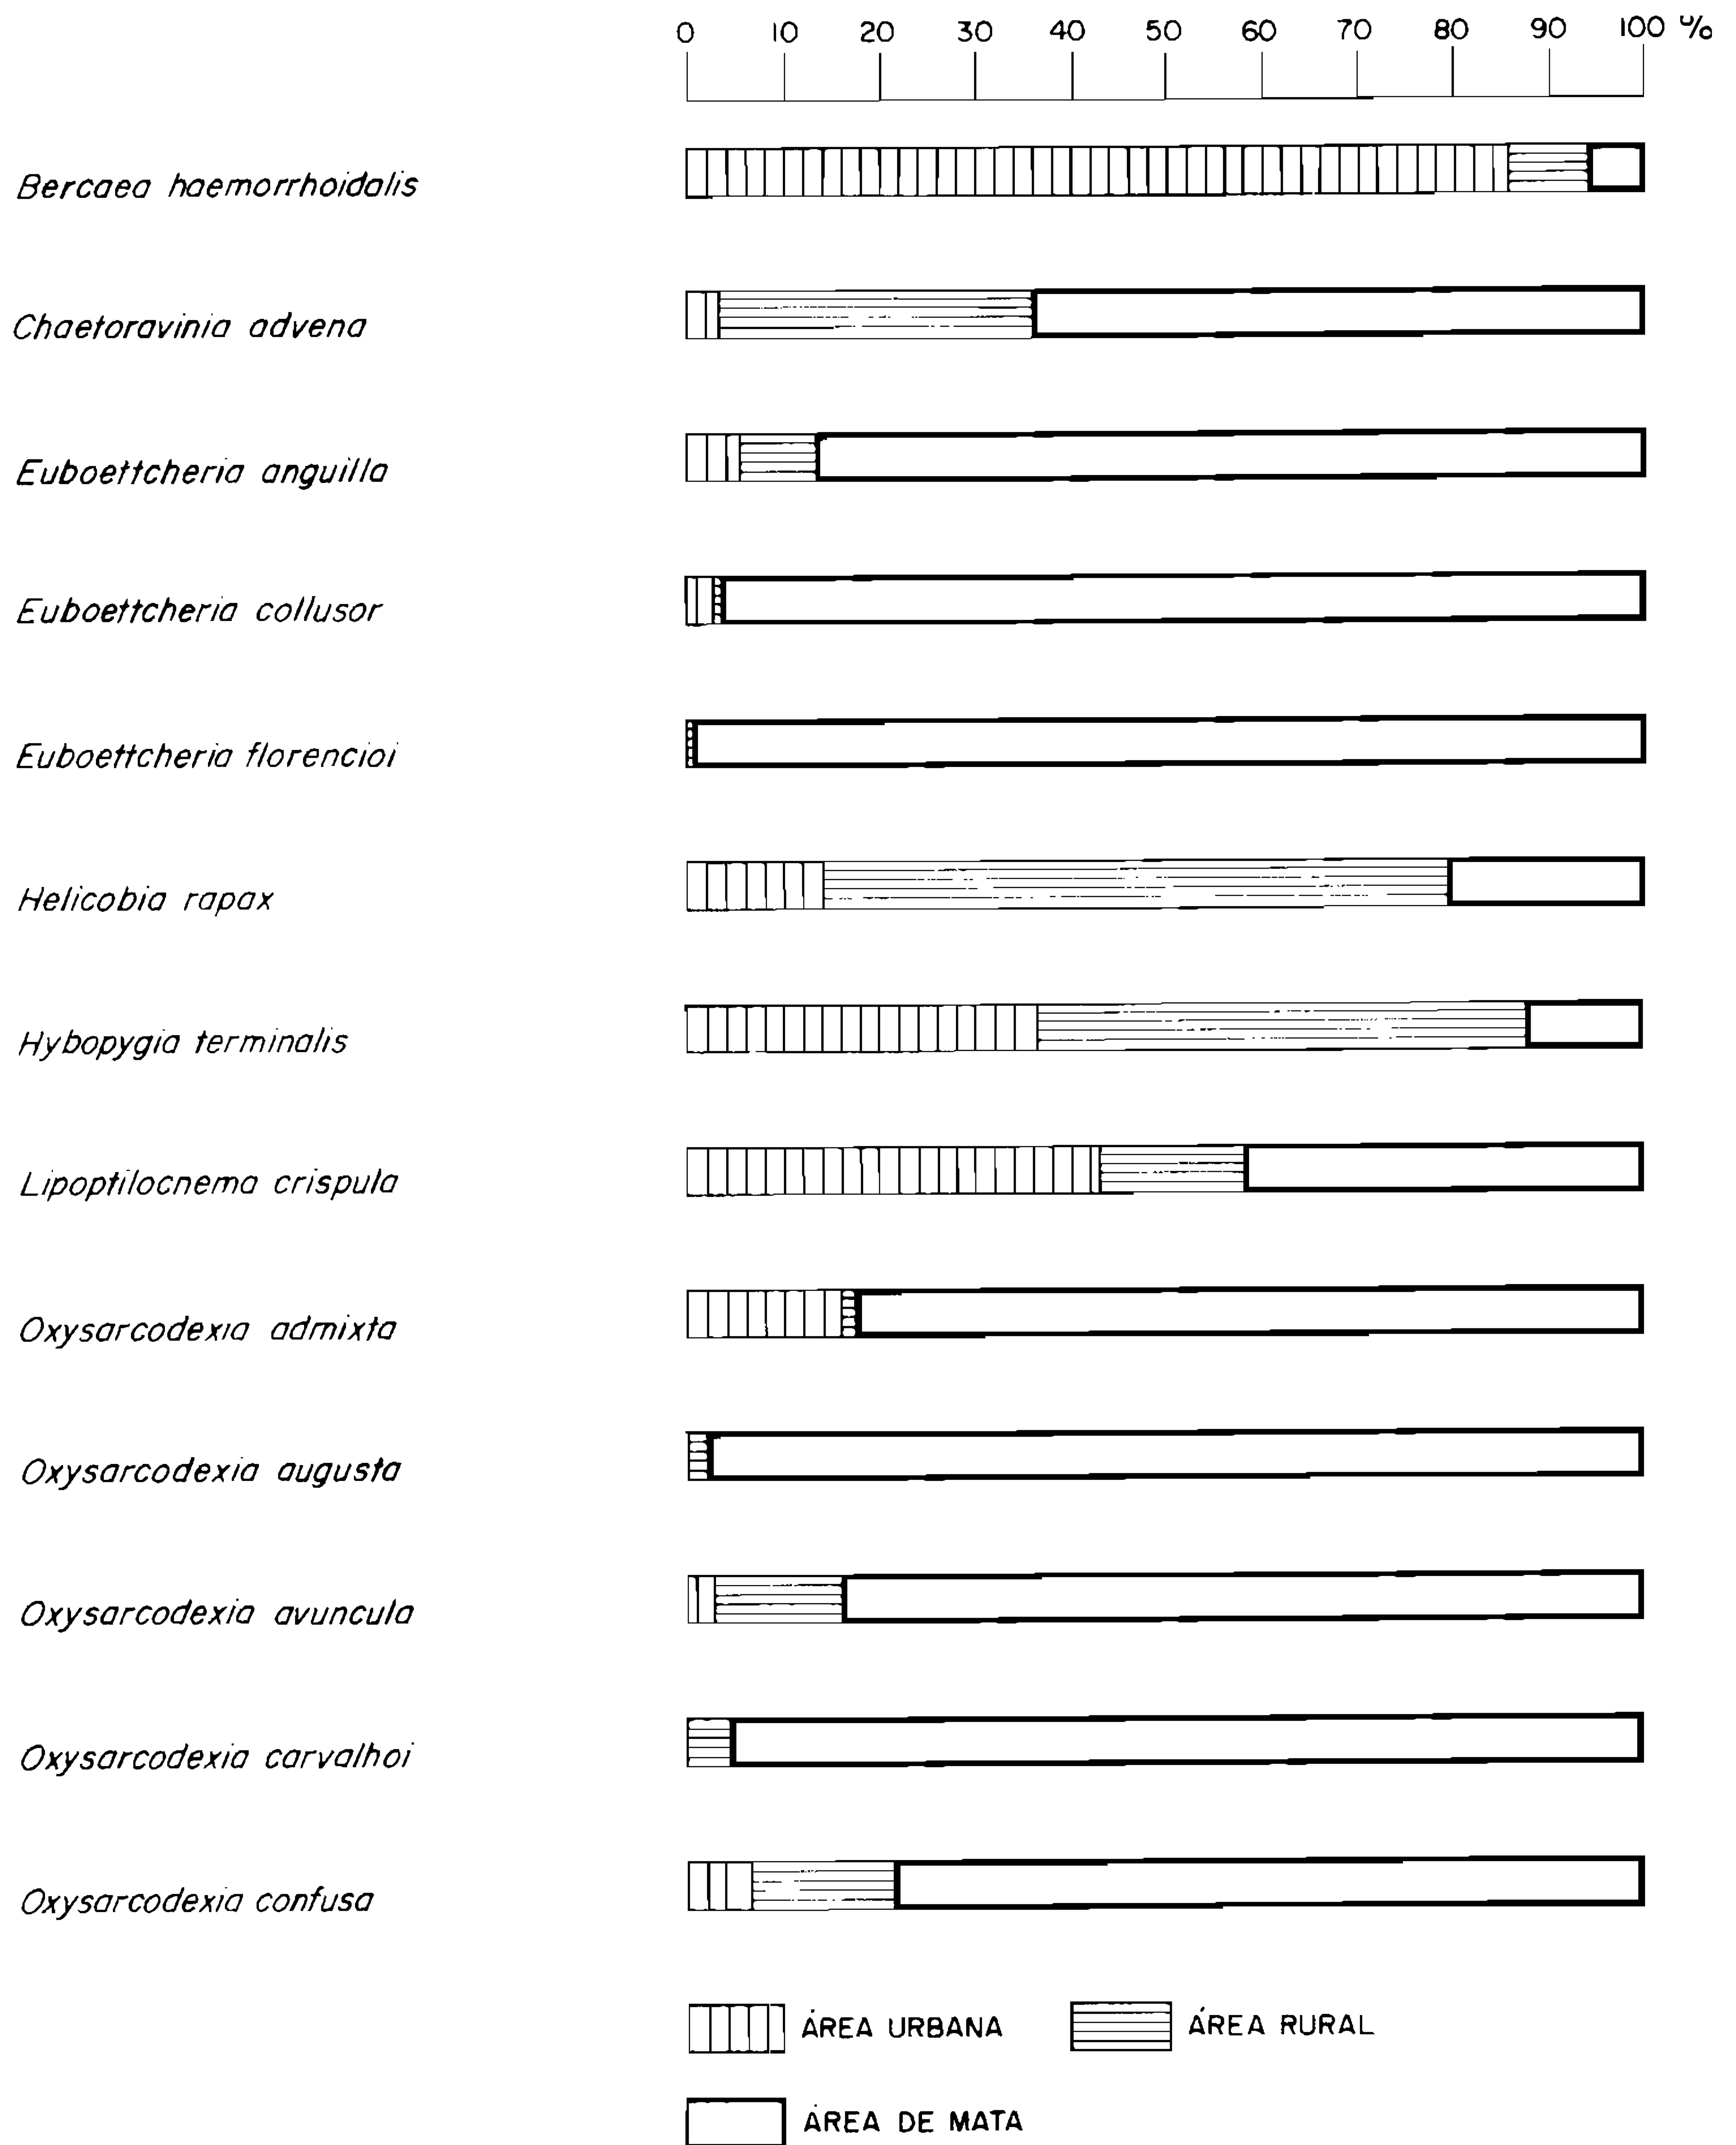 0 10 20 30 40 50 60 70 80 90 100 %
Bercaea haemorrhoidalis
Chaetoravinia advena
Euboettcheria anguilla
Euboettcheria collusor
Euboettcheria florencioi
Helicobia rapax
Hybopygia terminalis
Lipoptilocnema crispula
Oxysarcodexia admixta
Oxysarcodexia augusta
Oxysarcodexia avuncula
Oxysarcodexia carvalhoi
Oxysarcodexia confusa
ÁREA URBANA ÁREA RURAL
ÁREA DE MATA